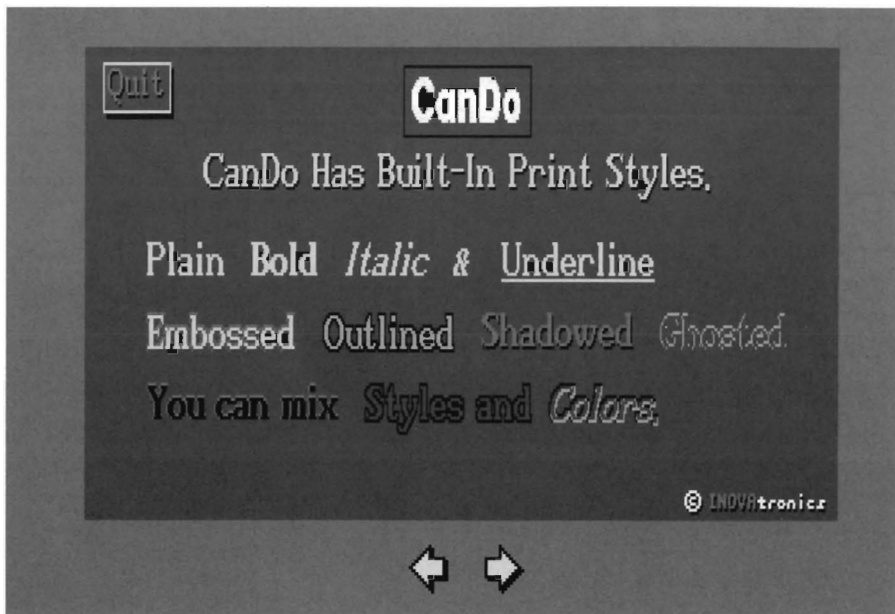 Quit
CanDo
CanDo Has Built-In Print Styles.
Plain Bold Italic & Underline
Embossed Outlined Shadowed Ghosted
You can mix Styles and Colors.
© INOVAtronics